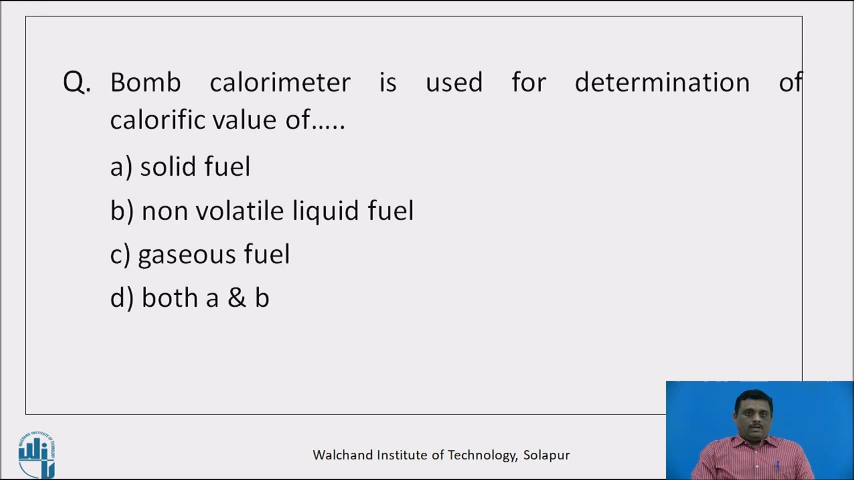 Q. Bomb calorimeter is used for determination of
calorific value of.....
a) solid fuel
b) non volatile liquid fuel
c) gaseous fuel
d) both a & b
Walchand Institute of Technology, Solapur